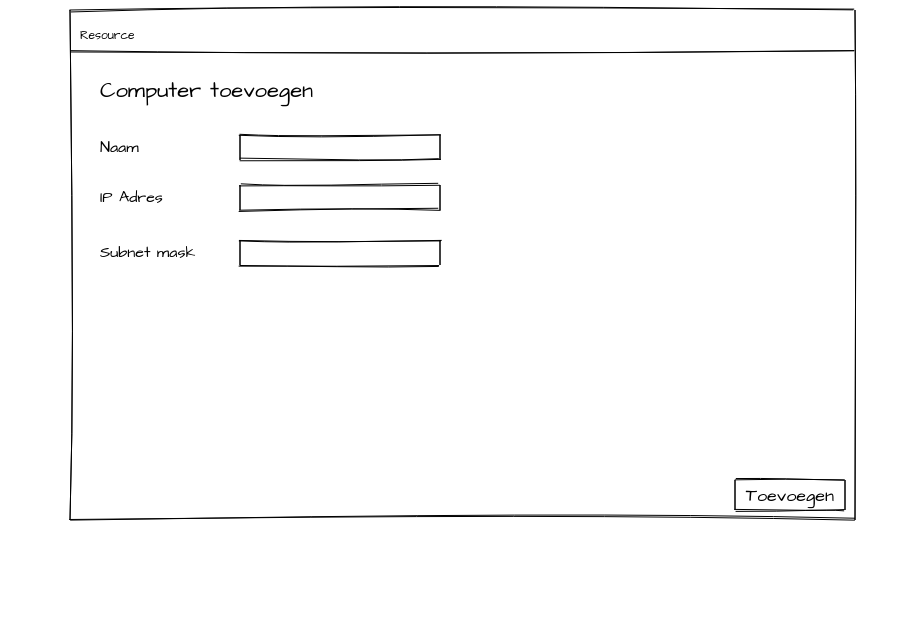 Resource
Computer toevoegen
Naam
IP Adres
Subnet mask
Toevoegen